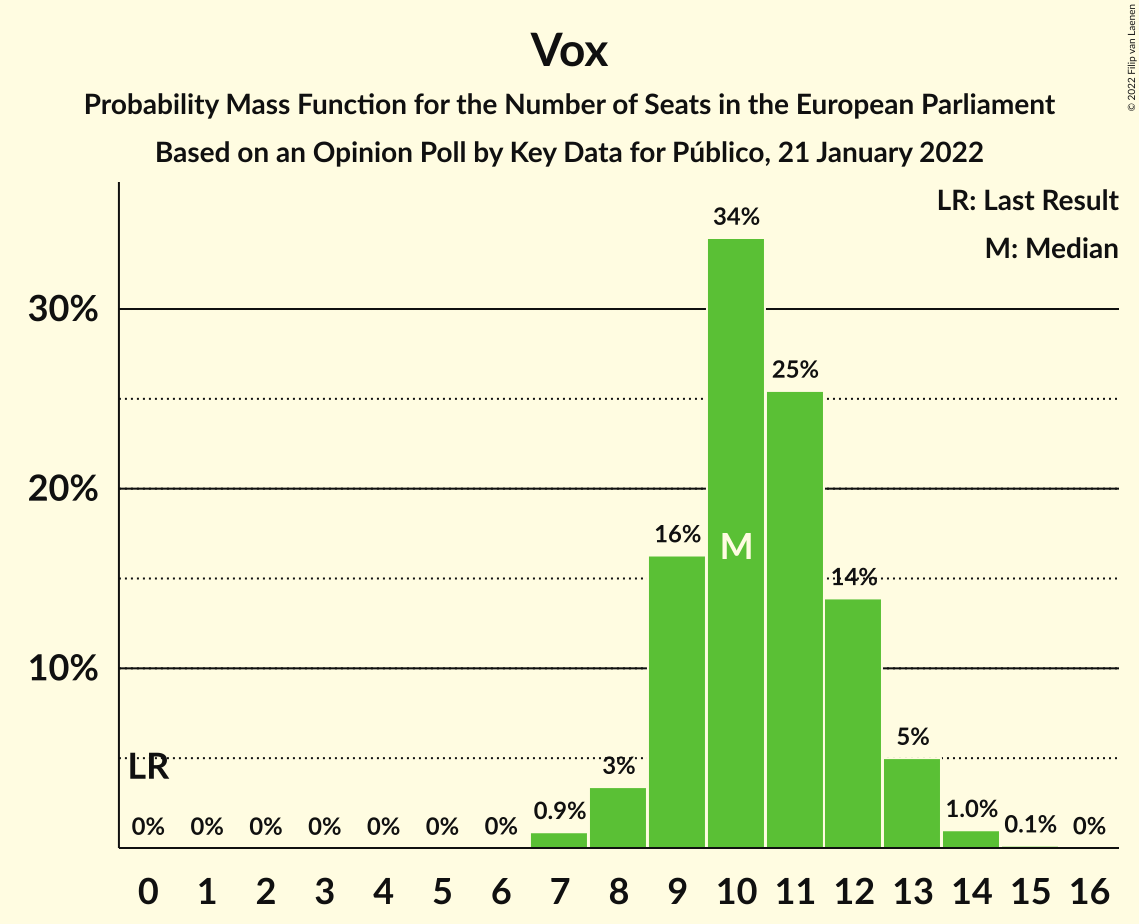 Vox
Probability Mass Function for the Number of Seats in the European Parliament
Based on an Opinion Poll by Key Data for Público, 21 January 2022
© 2022 Filip van Laenen
LR: Last Result
M: Median
30%
20%
10%
LR
M
0% 0% 0% 0% 0% 0% 0% 0.9% 3% 16% 34% 25% 14% 5% 1.0% 0.1% 0%
0 1 2 3 4 5 6 7 8 9 10 11 12 13 14 15 16